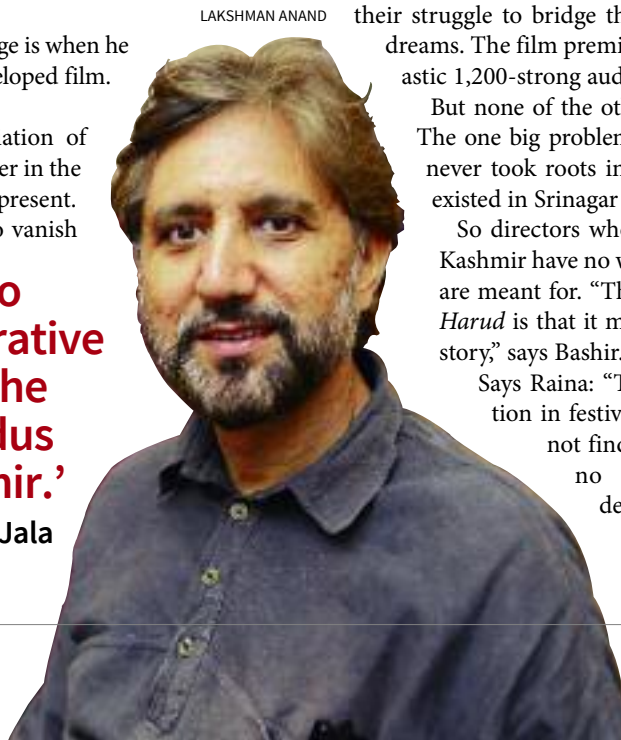 LAKSHMAN ANAND
ge is when he
eloped film.
ation of
er in the
present.
o vanish
o
rative
he
dus
nir.’
Jala
their struggle to bridge th
dreams. The film premi
astic 1,200-strong aud
But none of the ot
The one big problem
never took roots in
existed in Srinagar
So directors who
Kashmir have no w
are meant for. “Th
Harud is that it m
story,” says Bashir.
Says Raina: “T
tion in festiv
not find
no
de